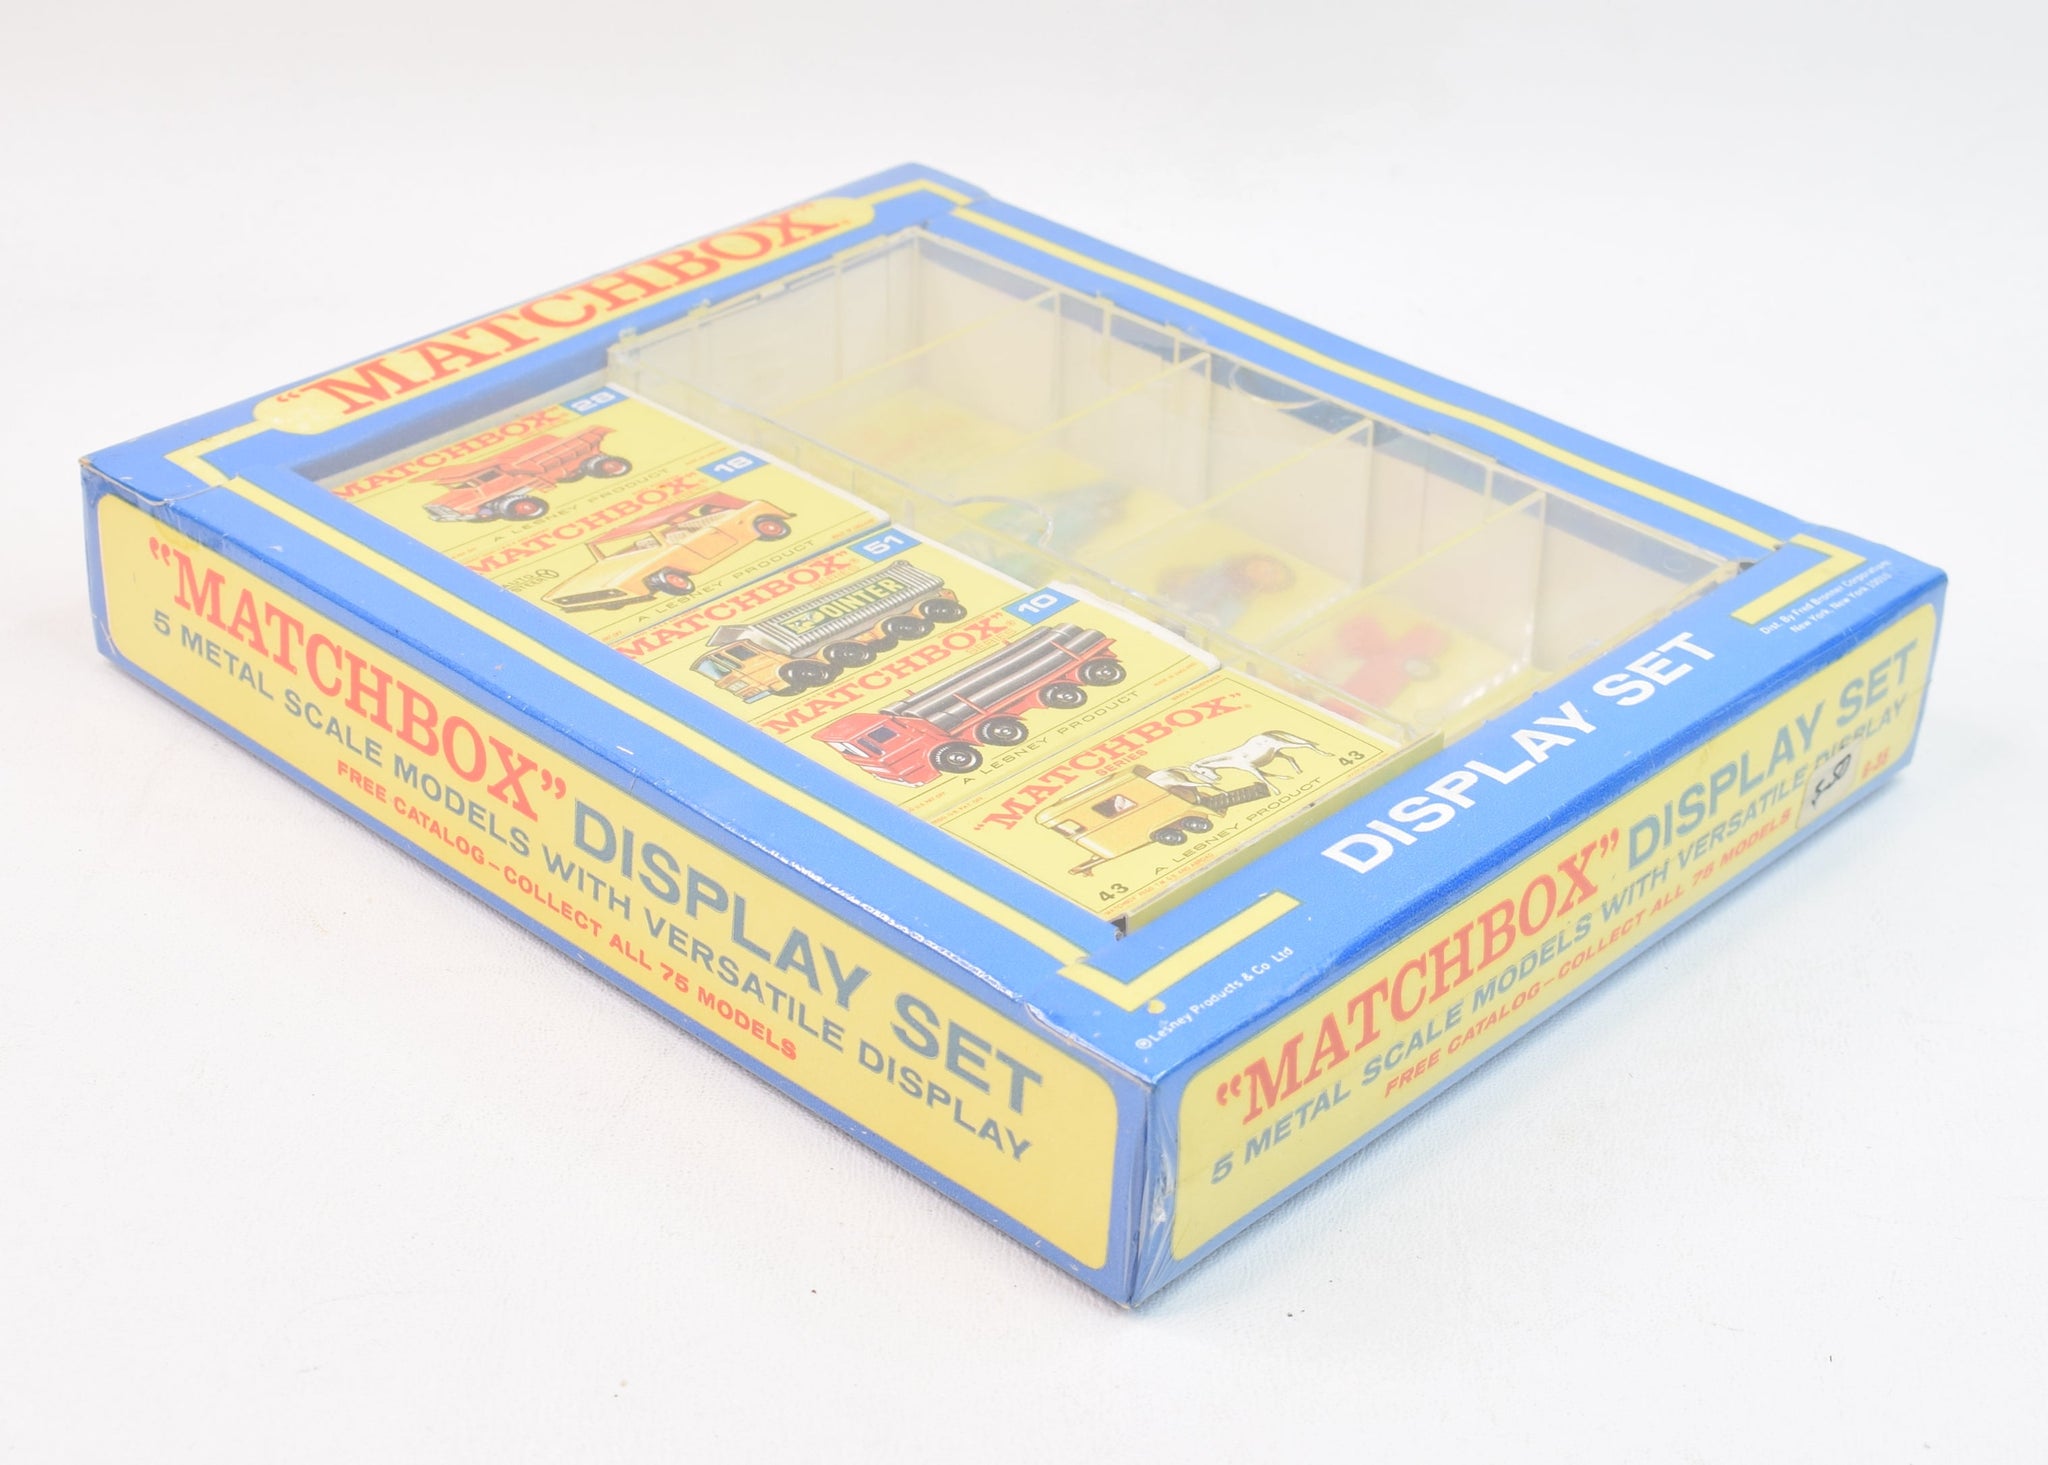 "MATCHBOX"
MATCHBOX"
28
A LESNEY PRODUCT
MATCHBOX
18
AUTO
STEER
A LESNEY PRODUCT
MATCHBOX"
51
POINTER
MATCHBOX"
SERIES
10
A LESNEY PRODUCT
"MATCHBOX"
SERIES
43
A LESNEY PRODUCT
43
DISPLAY SET
Dist. By Fred Bronner Corporation
New York, New York 10010
© Lesney Products & Co Ltd
"MATCHBOX" DISPLAY SET
5 METAL SCALE MODELS WITH VERSATILE DISPLAY
FREE CATALOG-COLLECT ALL 75 MODELS
"MATCHBOX" DISPLAY SET
5 METAL SCALE MODELS WITH VERSATILE DISPLAY
FREE CATALOG-COLLECT ALL 75 MODELS